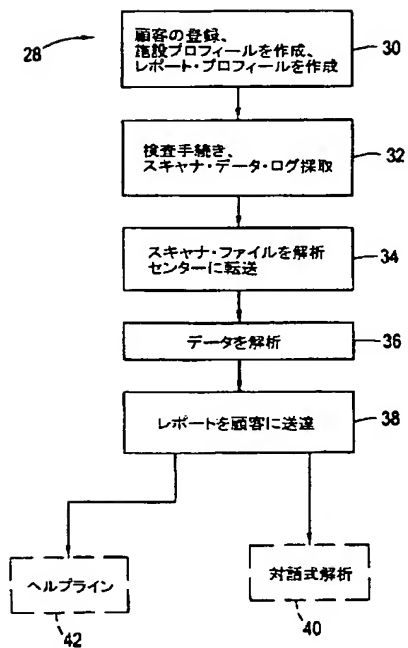 28
顧客の登録、
施設プロフィールを作成、
レポート・プロフィールを作成
30
検査手続き、
スキャナ・データ・ログ採取
32
スキャナ・ファイルを解析
センターに転送
34
データを解析
36
レポートを顧客に送達
38
ヘルプライン
42
対話式解析
40